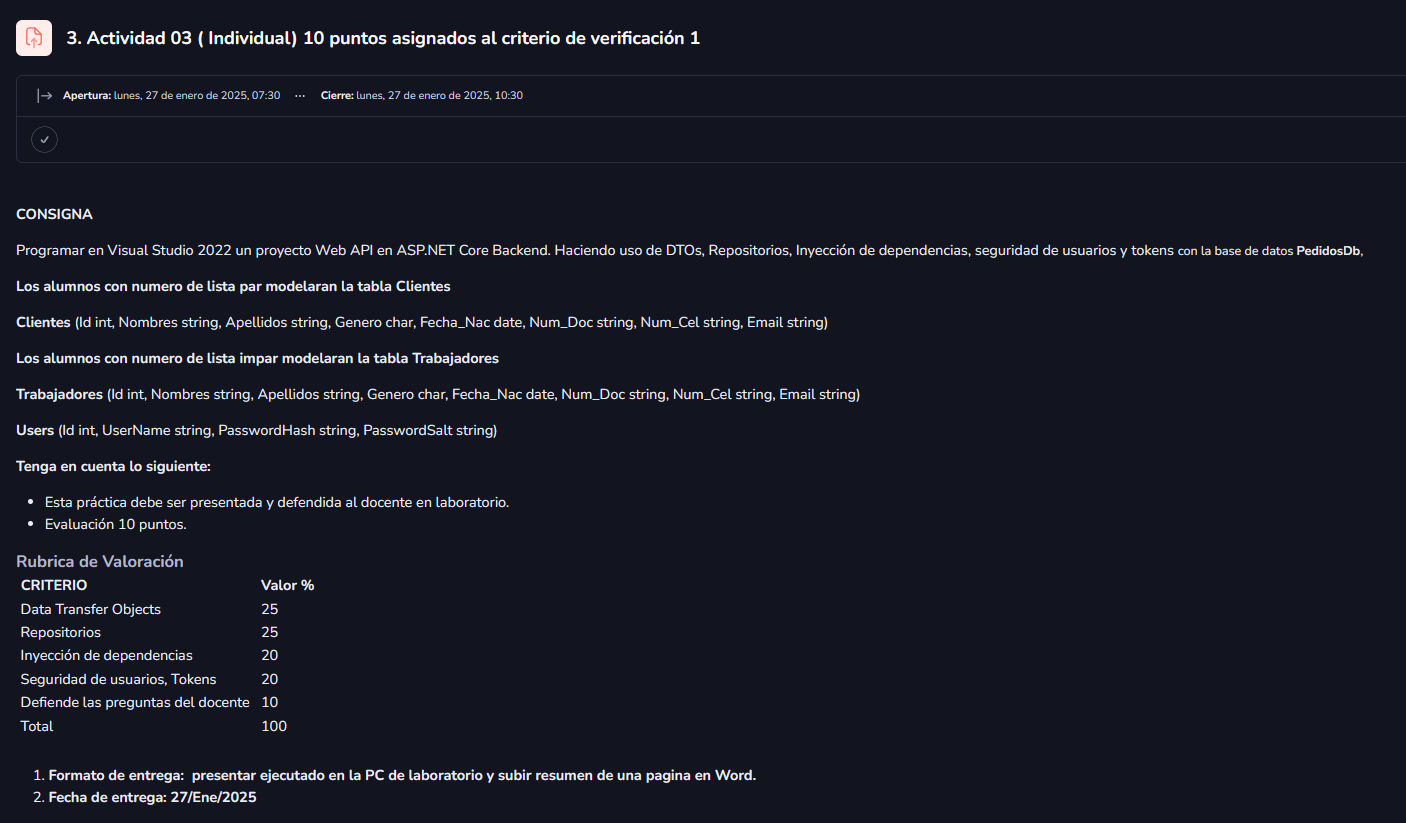 3. Actividad 03 ( Individual) 10 puntos asignados al criterio de verificación 1
Apertura: lunes, 27 de enero de 2025, 07:30 ··· Cierre: lunes, 27 de enero de 2025, 10:30
CONSIGNA
Programar en Visual Studio 2022 un proyecto Web API en ASP.NET Core Backend. Haciendo uso de DTOs, Repositorios, Inyección de dependencias, seguridad de usuarios y tokens con la base de datos PedidosDb,
Los alumnos con numero de lista par modelaran la tabla Clientes
Clientes (Id int, Nombres string, Apellidos string, Genero char, Fecha_Nac date, Num_Doc string, Num_Cel string, Email string)
Los alumnos con numero de lista impar modelaran la tabla Trabajadores
Trabajadores (Id int, Nombres string, Apellidos string, Genero char, Fecha_Nac date, Num_Doc string, Num_Cel string, Email string)
Users (Id int, UserName string, PasswordHash string, PasswordSalt string)
Tenga en cuenta lo siguiente:
• Esta práctica debe ser presentada y defendida al docente en laboratorio.
• Evaluación 10 puntos.
Rubrica de Valoración
CRITERIO Valor %
Data Transfer Objects 25
Repositorios 25
Inyección de dependencias 20
Seguridad de usuarios, Tokens 20
Defiende las preguntas del docente 10
Total 100
1. Formato de entrega: presentar ejecutado en la PC de laboratorio y subir resumen de una pagina en Word.
2. Fecha de entrega: 27/Ene/2025